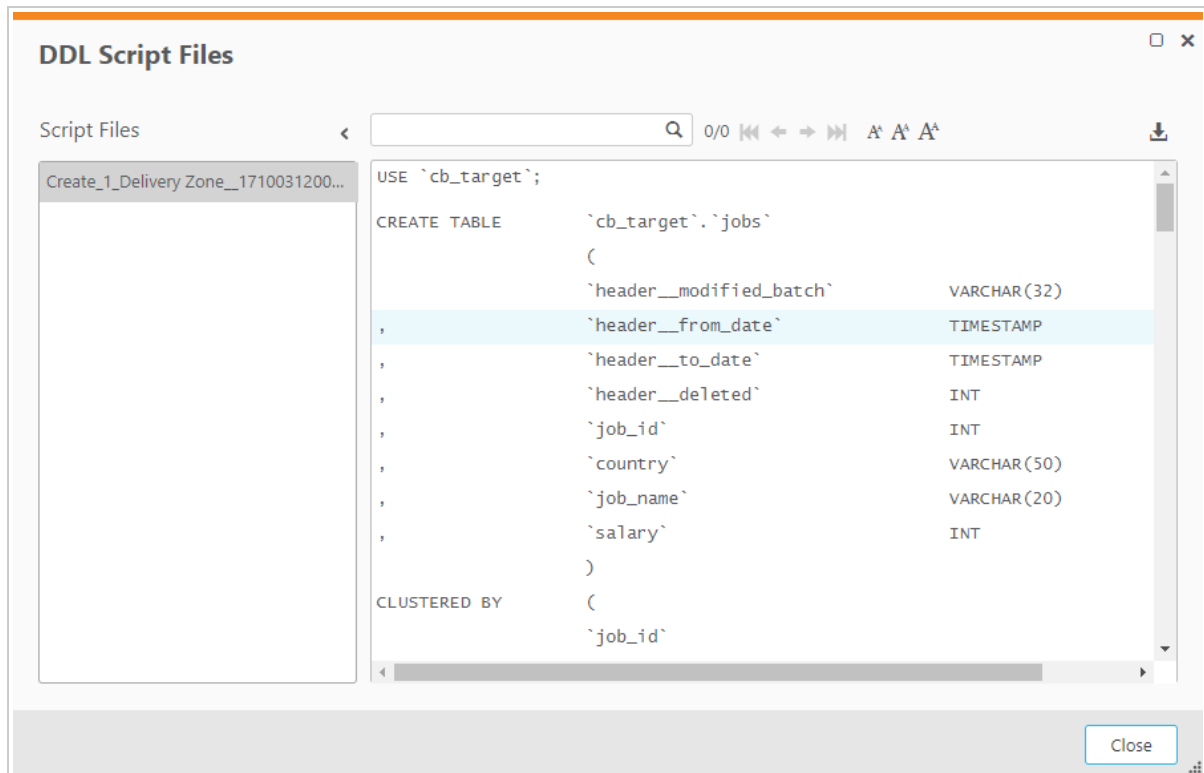 DDL Script Files
Script Files
0/0 A^A A^A A^A
Create_1_Delivery Zone__1710031200...
USE `cb_target`;
CREATE TABLE `cb_target`.`jobs`
(
`header__modified_batch` VARCHAR(32)
, `header__from_date` TIMESTAMP
, `header__to_date` TIMESTAMP
, `header__deleted` INT
, `job_id` INT
, `country` VARCHAR(50)
, `job_name` VARCHAR(20)
, `salary` INT
)
CLUSTERED BY (
`job_id`
Close